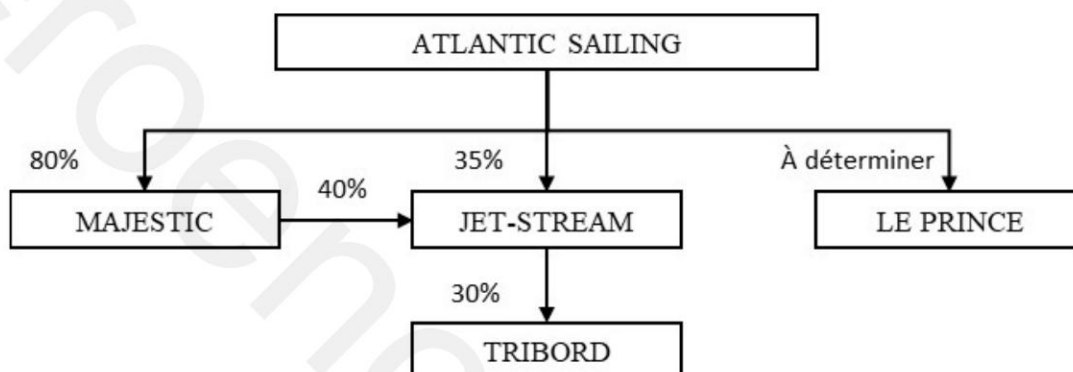 ATLANTIC SAILING
80%
35%
À déterminer
40%
MAJESTIC
JET-STREAM
LE PRINCE
30%
TRIBORD